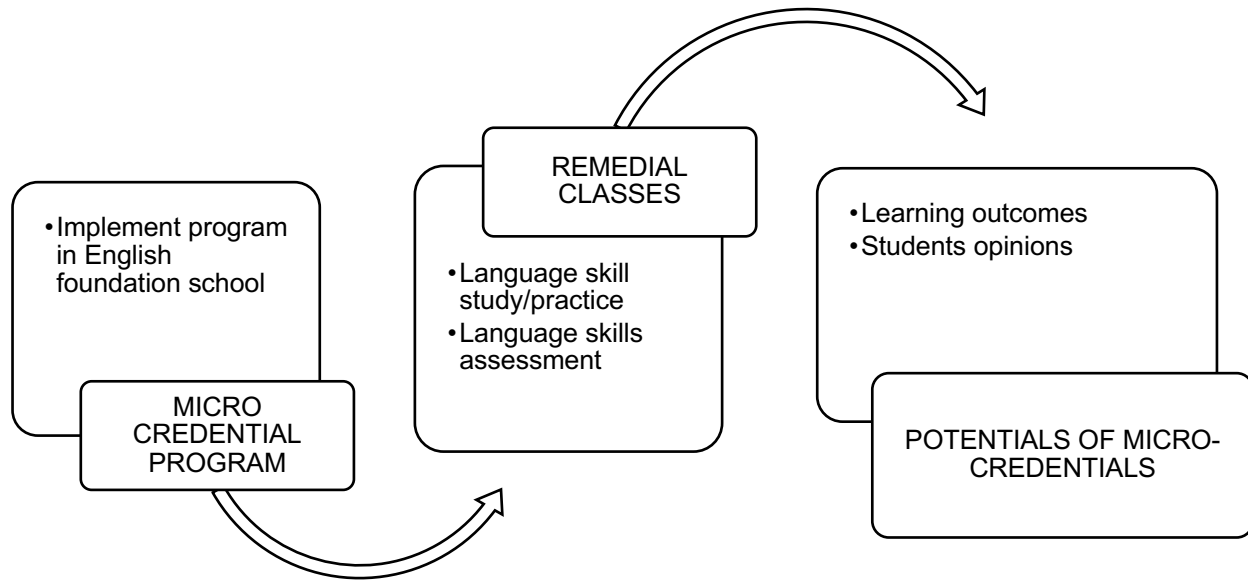 •Implement program
in English
foundation school
MICRO
CREDENTIAL
PROGRAM
REMEDIAL
CLASSES
•Language skill
study/practice
•Language skills
assessment
•Learning outcomes
•Students opinions
POTENTIALS OF MICRO-
CREDENTIALS